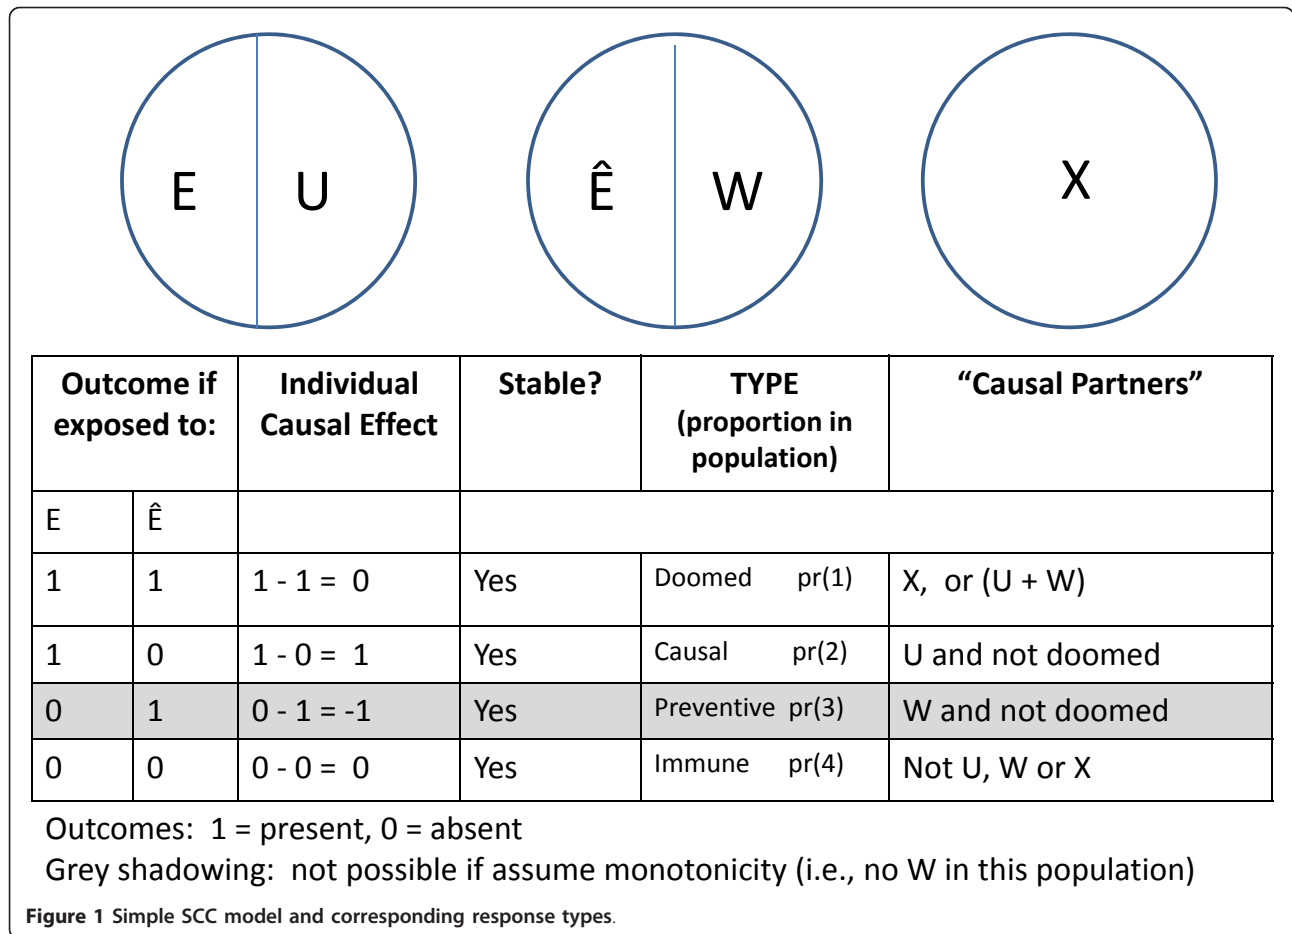 E U Ê W X
Outcome if exposed to: Individual Causal Effect Stable? TYPE (proportion in population) “Causal Partners”
E Ê
1 1 1 - 1 = 0 Yes Doomed pr(1) X, or (U + W)
1 0 1 - 0 = 1 Yes Causal pr(2) U and not doomed
0 1 0 - 1 = -1 Yes Preventive pr(3) W and not doomed
0 0 0 - 0 = 0 Yes Immune pr(4) Not U, W or X
Outcomes: 1 = present, 0 = absent
Grey shadowing: not possible if assume monotonicity (i.e., no W in this population)
Figure 1 Simple SCC model and corresponding response types.